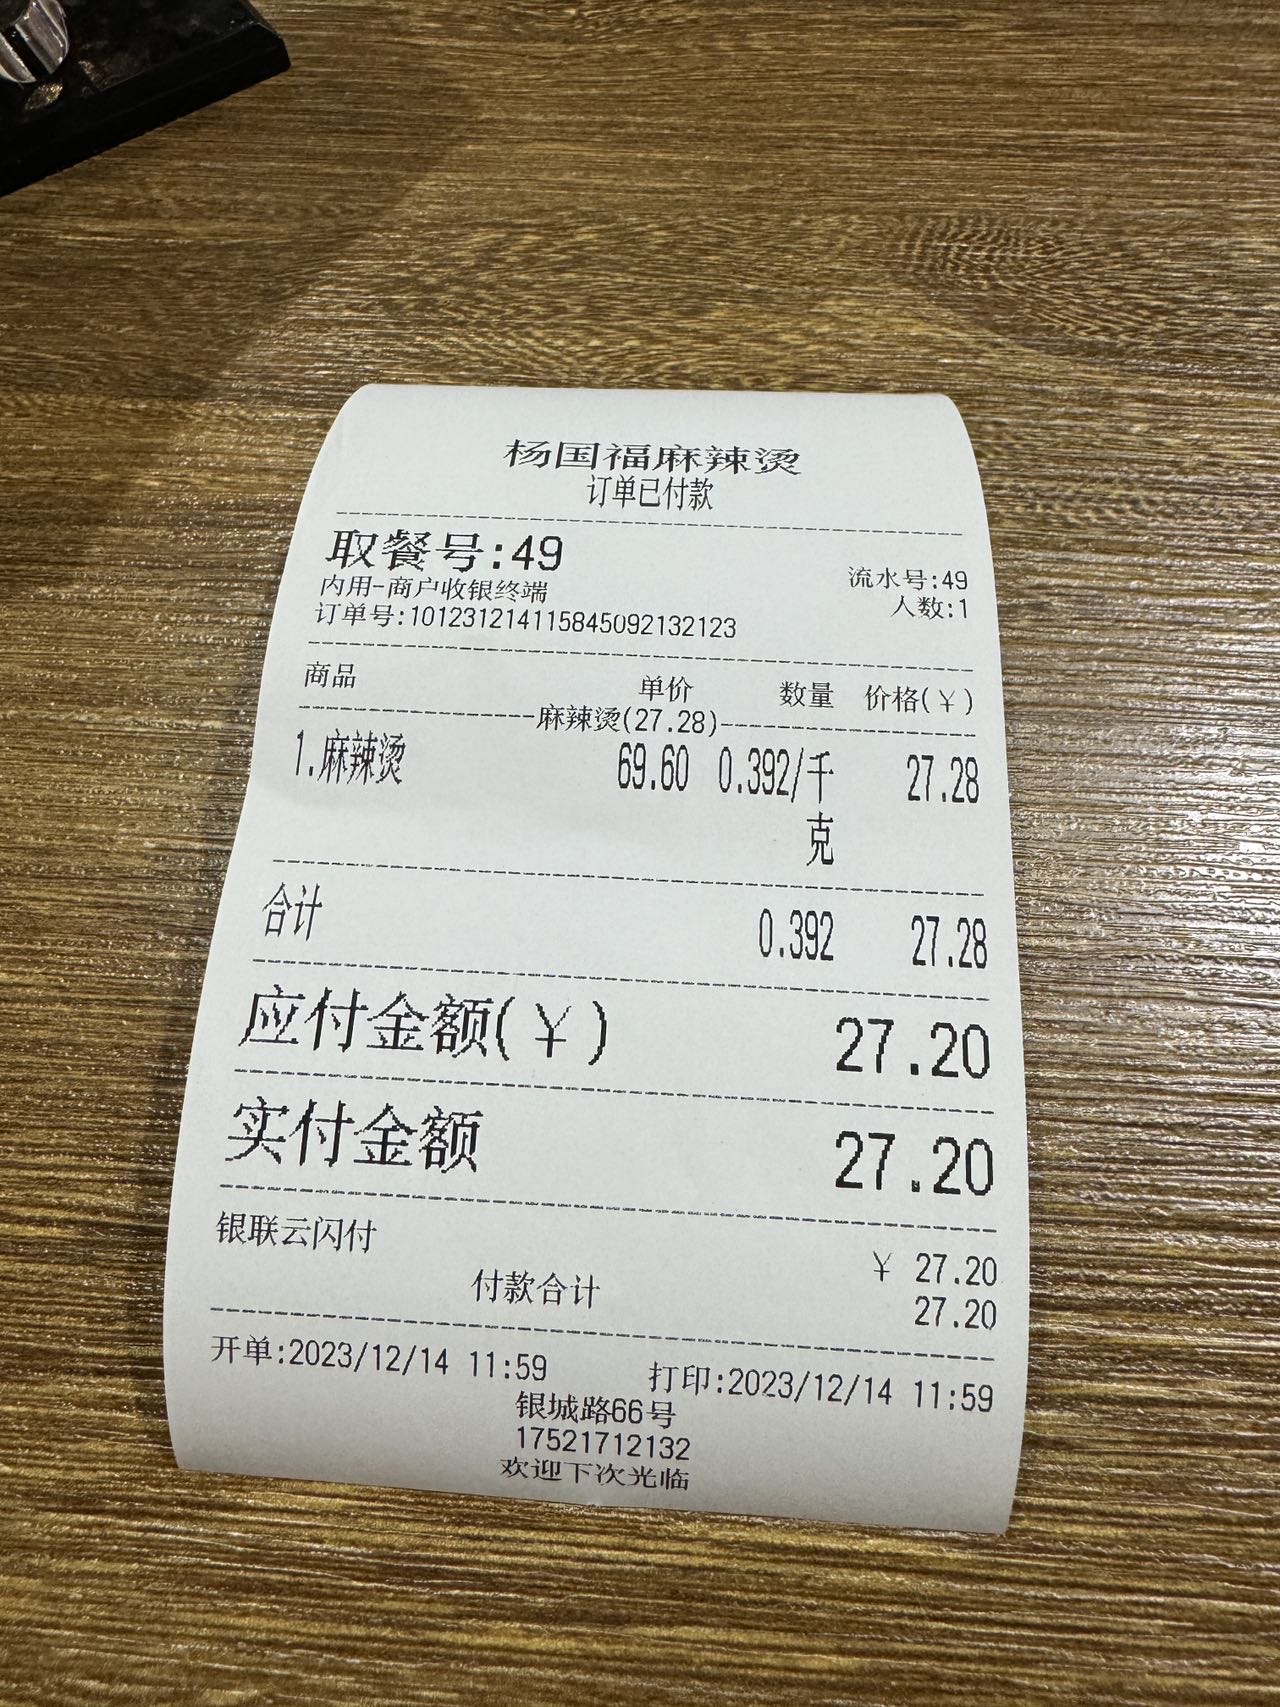 杨国福麻辣烫
订单已付款
取餐号:49
流水号:49
内用-商户收银终端
人数:1
订单号:101231214115845092132123
商品 单价 数量 价格(¥)
麻辣烫(27.28)
1.麻辣烫 69.60 0.392/千克 27.28
合计 0.392 27.28
应付金额(¥) 27.20
实付金额 27.20
银联云闪付 ¥ 27.20
付款合计 27.20
开单:2023/12/14 11:59 打印:2023/12/14 11:59
银城路66号
17521712132
欢迎下次光临